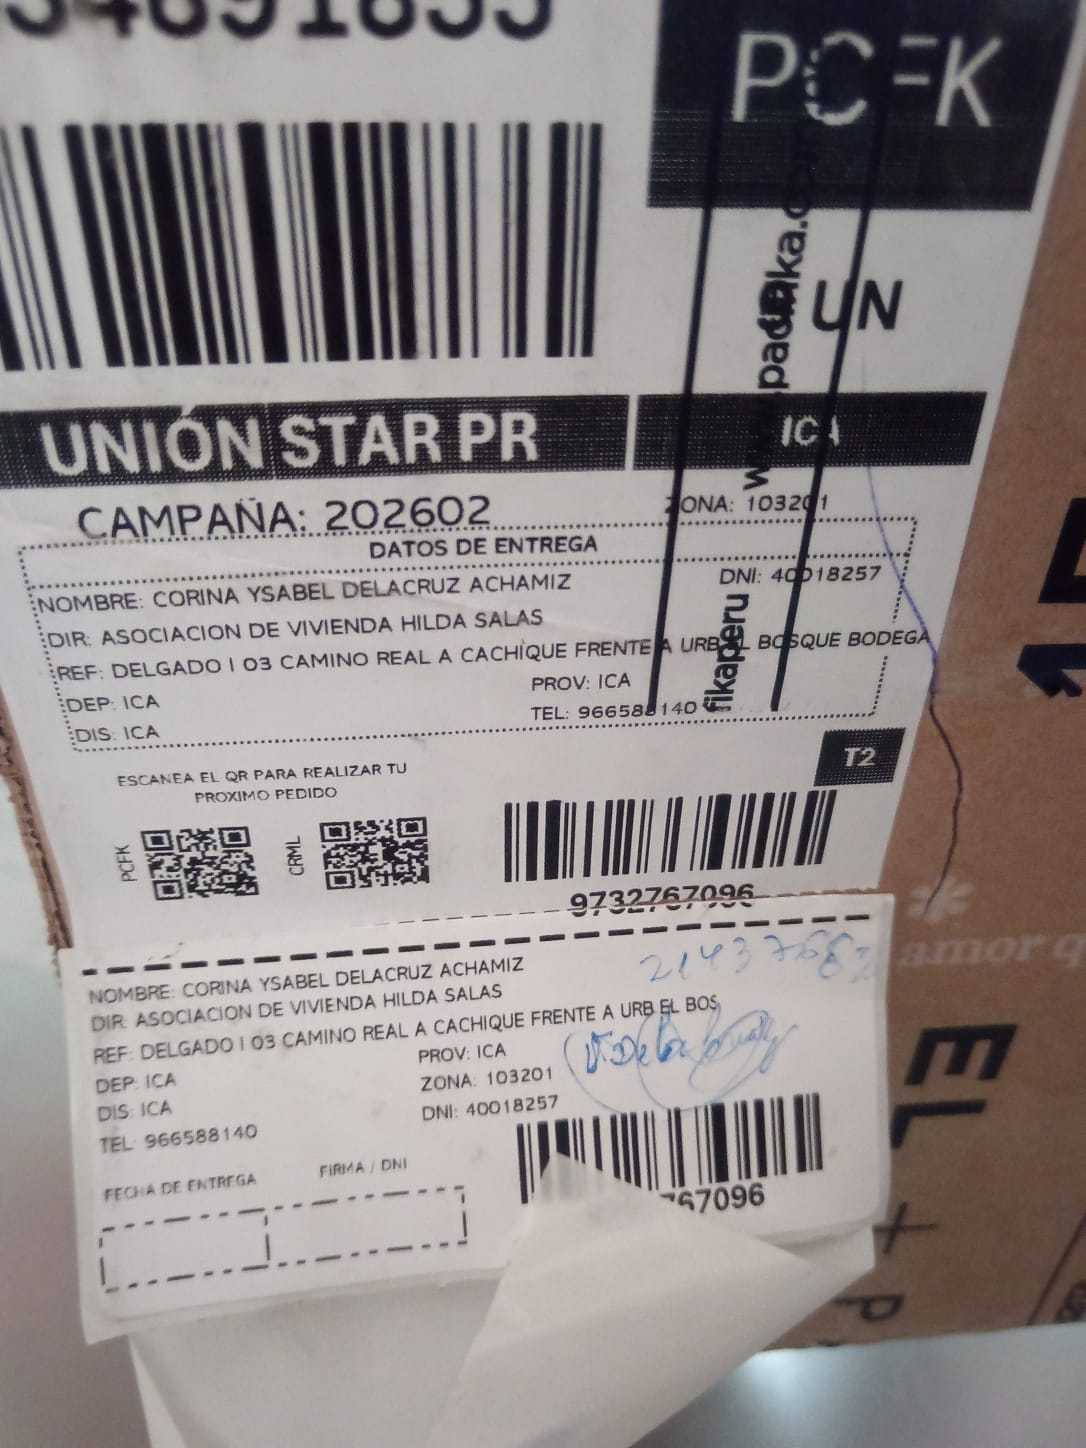 34691855
PCFK
UN
UNIÓN STAR PR
ICA
CAMPAÑA: 202602
ZONA: 103201
DATOS DE ENTREGA
NOMBRE: CORINA YSABEL DELACRUZ ACHAMIZ
DNI: 40018257
DIR: ASOCIACION DE VIVIENDA HILDA SALAS
REF: DELGADO I 03 CAMINO REAL A CACHIQUE FRENTE A URB EL BOSQUE BODEGA
DEP: ICA
PROV: ICA
DIS: ICA
TEL: 966588140
fikaperu
T2
ESCANEA EL QR PARA REALIZAR TU
PROXIMO PEDIDO
PCFK
CRML
9732767096
NOMBRE: CORINA YSABEL DELACRUZ ACHAMIZ
DIR: ASOCIACION DE VIVIENDA HILDA SALAS
REF: DELGADO I 03 CAMINO REAL A CACHIQUE FRENTE A URB EL BOS
DEP: ICA
PROV: ICA
DIS: ICA
ZONA: 103201
TEL: 966588140
DNI: 40018257
FECHA DE ENTREGA
FIRMA / DNI
767096
amor q
EL + P